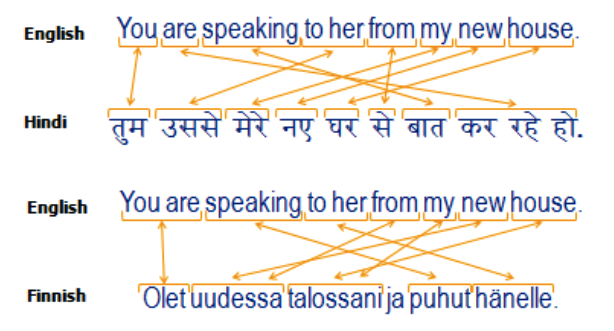 English You are speaking to her from my new house.
Hindi तुम उससे मेरे नए घर से बात कर रहे हो.
English You are speaking to her from my new house.
Finnish Olet uudessa talossani ja puhut hänelle.